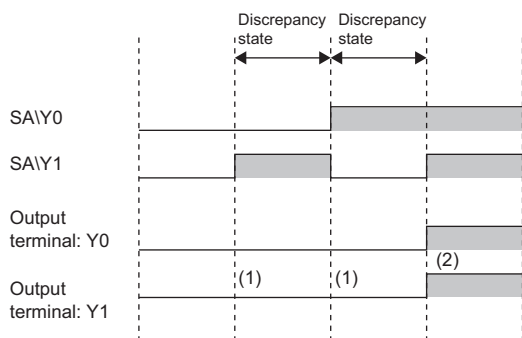 Discrepancy Discrepancy
state state
SA\Y0
SA\Y1
Output
terminal: Y0
(2)
(1) (1)
Output
terminal: Y1